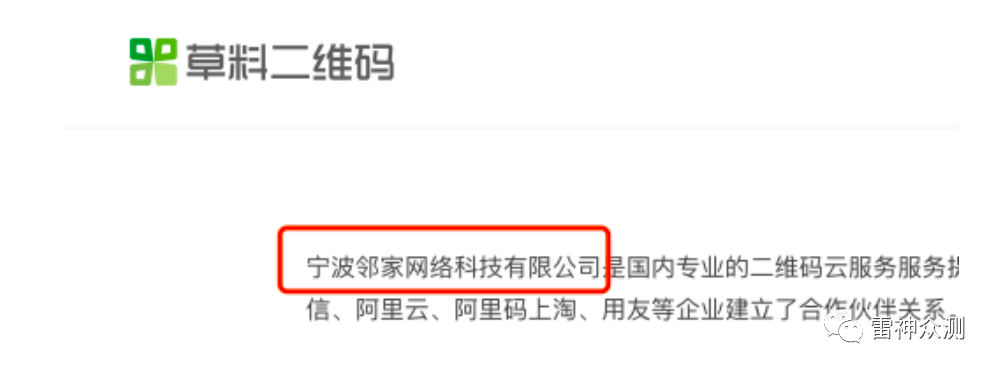 草料二维码
宁波邻家网络科技有限公司是国内专业的二维码云服务服务提
信、阿里云、阿里码上淘、用友等企业建立了合作伙伴关系。
雷神众测